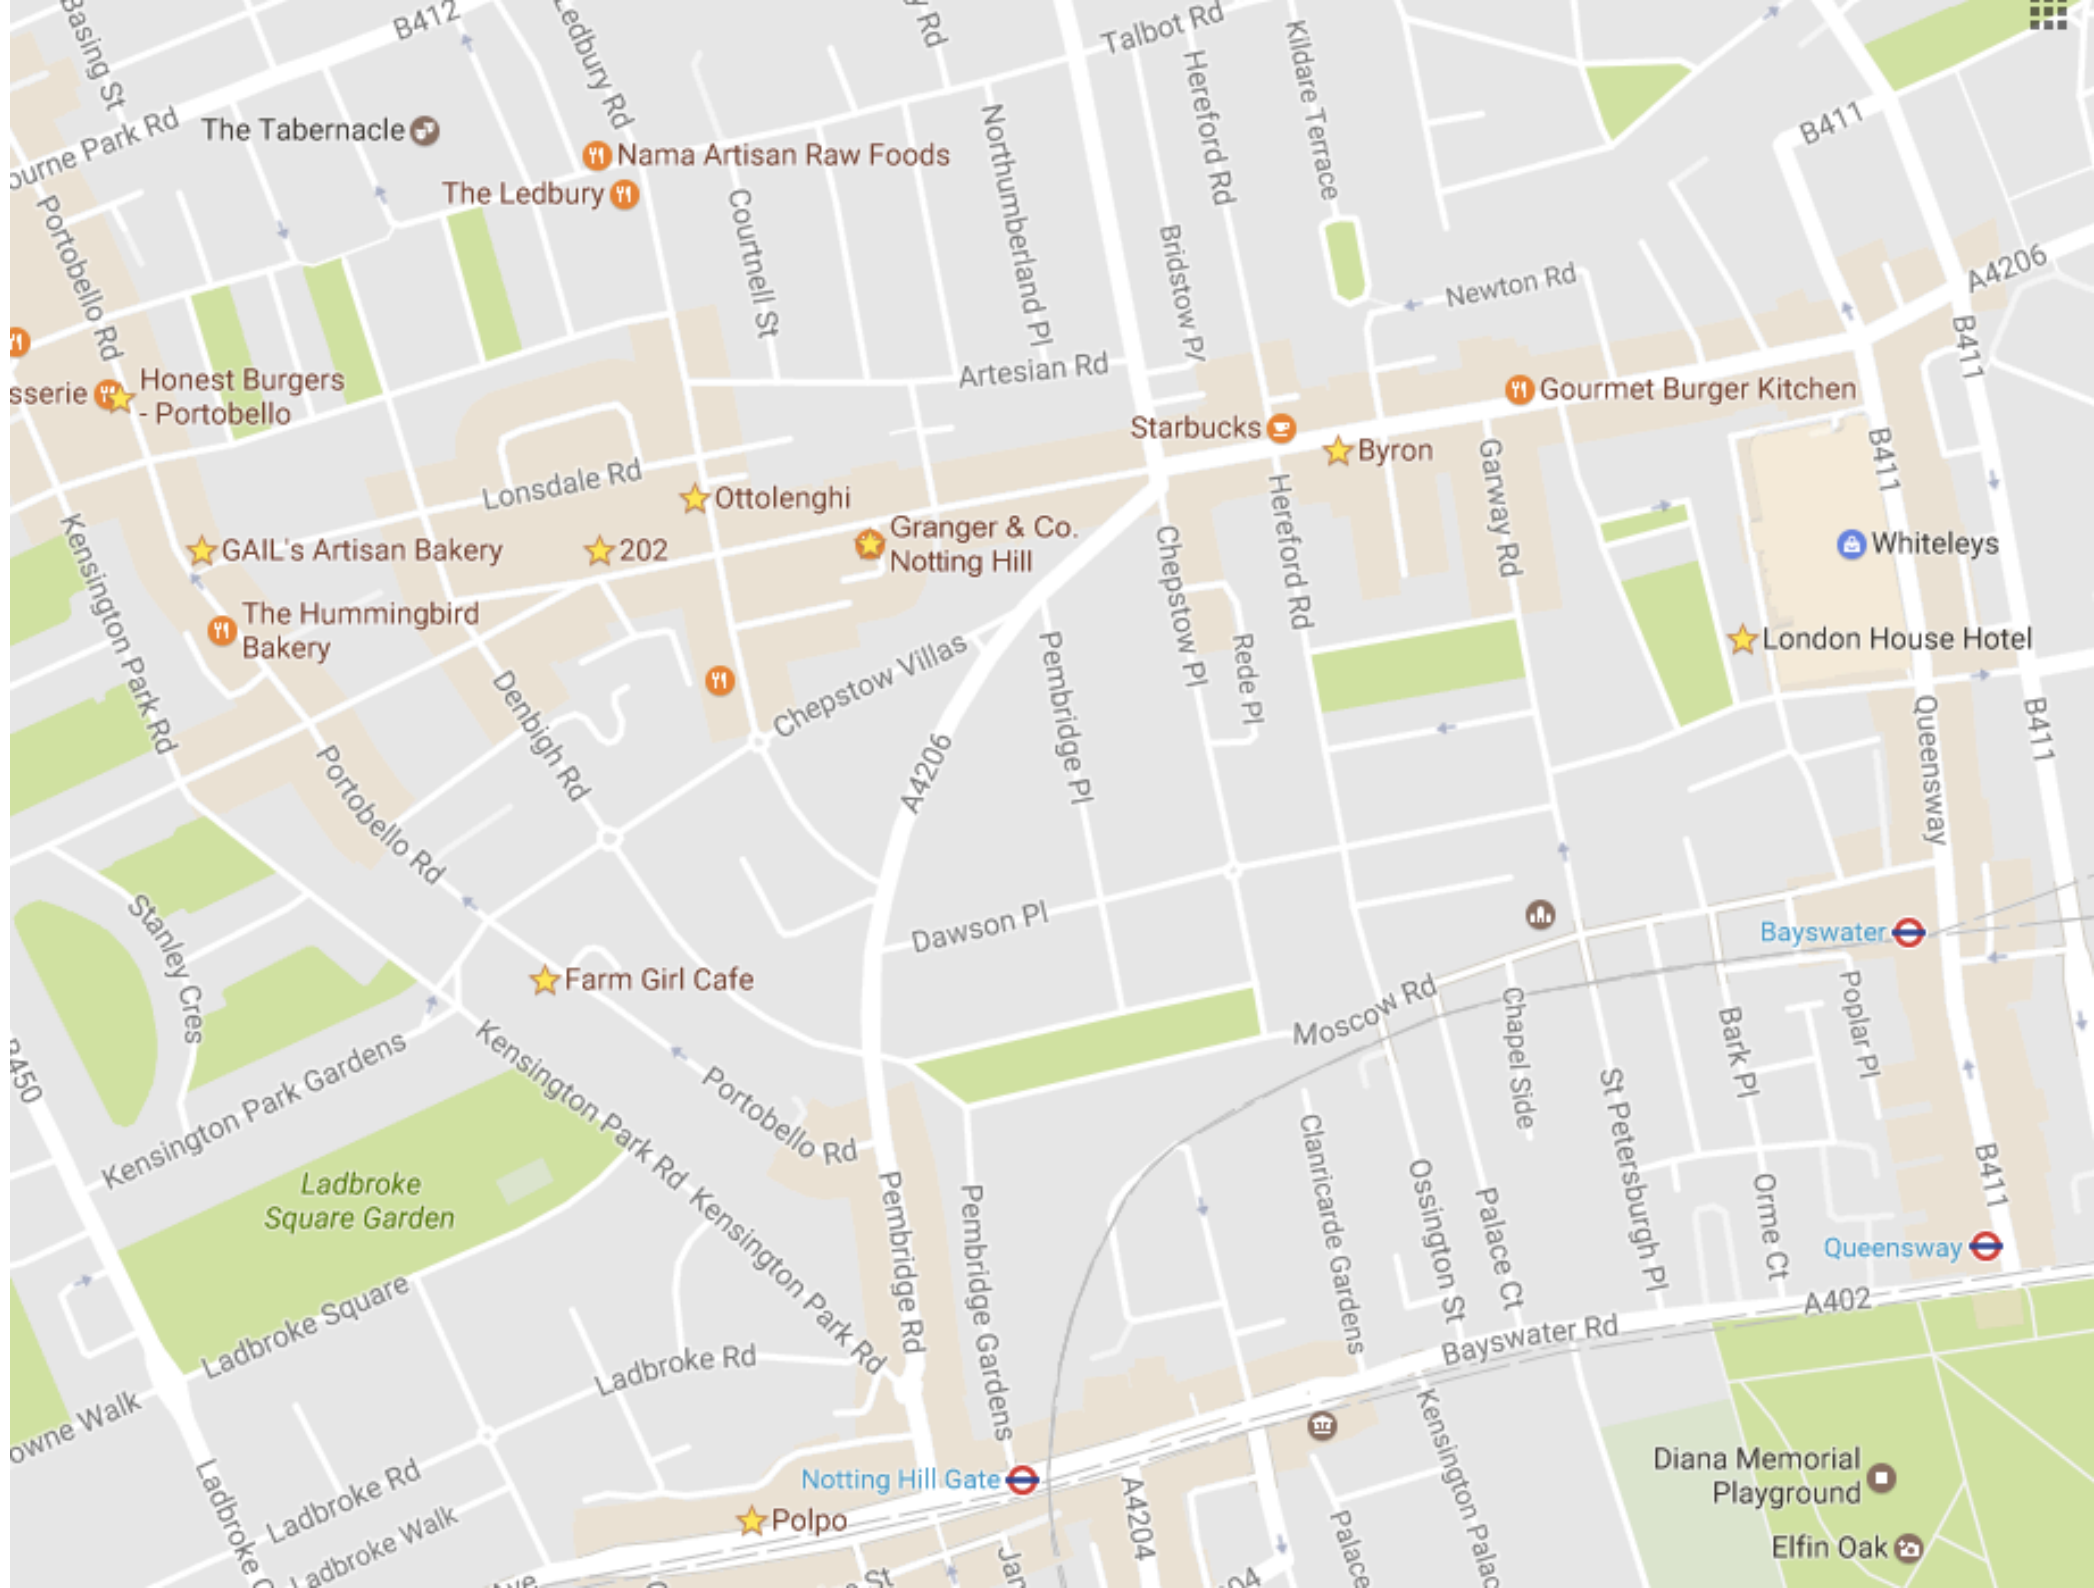 Basing St
B412
Ledbury Rd
Talbot Rd
Hereford Rd
Kildare Terrace
B411
The Tabernacle
Nama Artisan Raw Foods
The Ledbury
Portobello Rd
Courtnell St
Northumberland Pl
Bridstow Pl
Newton Rd
A4206
B411
Artesian Rd
Honest Burgers
- Portobello
Gourmet Burger Kitchen
Starbucks
Byron
B411
Lonsdale Rd
Ottolenghi
Garway Rd
Hereford Rd
Kensington Park Rd
GAIL's Artisan Bakery
202
Granger & Co.
Notting Hill
Chepstow Pl
Whiteleys
The Hummingbird
Bakery
Chepstow Villas
Pembridge Pl
Rede Pl
London House Hotel
Denbigh Rd
A4206
Queensway
B411
Portobello Rd
Stanley Cres
Dawson Pl
Bayswater
Farm Girl Cafe
Moscow Rd
Chapel Side
Poplar Pl
Bark Pl
B450
Kensington Park Gardens
Kensington Park Rd
Portobello Rd
St Petersburgh Pl
Clanricarde Gardens
Ladbroke
Square Garden
Kensington Park Rd
Pembridge Rd
Pembridge Gardens
Ossington St
Palace Ct
Orme Ct
B411
Queensway
Ladbroke Square
A402
Bayswater Rd
Ladbroke Rd
Kensington Palac
Diana Memorial
Playground
Notting Hill Gate
Ladbroke Rd
Polpo
A4204
Palace
Elfin Oak
Ladbroke Walk
Ladbroke